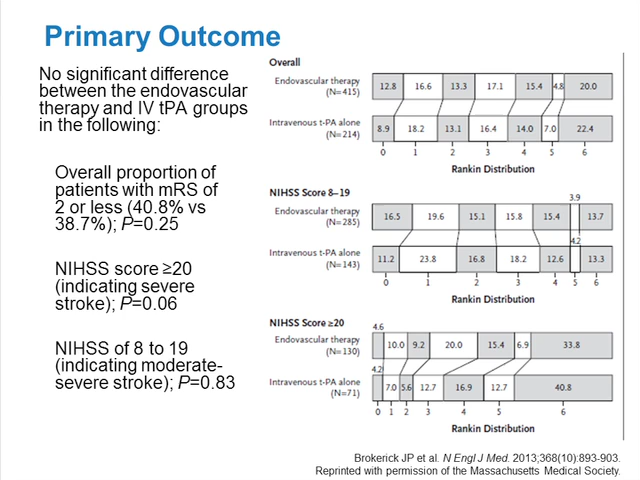 Primary Outcome
No significant difference
between the endovascular
therapy and IV tPA groups
in the following:
Overall proportion of
patients with mRS of
2 or less (40.8% vs
38.7%); P=0.25
NIHSS score ≥20
(indicating severe
stroke); P=0.06
NIHSS of 8 to 19
(indicating moderate-
severe stroke); P=0.83
Overall
Endovascular therapy
(N=415)
12.8 16.6 13.3 17.1 15.4 4.8 20.0
Intravenous t-PA alone
(N=214)
8.9 18.2 13.1 16.4 14.0 7.0 22.4
0 1 2 3 4 5 6
Rankin Distribution
NIHSS Score 8–19
3.9
Endovascular therapy
(N=285)
16.5 19.6 15.1 15.8 15.4 13.7
4.2
Intravenous t-PA alone
(N=143)
11.2 23.8 16.8 18.2 12.6 13.3
0 1 2 3 4 5 6
Rankin Distribution
NIHSS Score ≥20
4.6
Endovascular therapy
(N=130)
10.0 9.2 20.0 15.4 6.9 33.8
4.2
Intravenous t-PA alone
(N=71)
7.0 5.6 12.7 16.9 12.7 40.8
0 1 2 3 4 5 6
Rankin Distribution
Brokerick JP et al. N Engl J Med. 2013;368(10):893-903.
Reprinted with permission of the Massachusetts Medical Society.